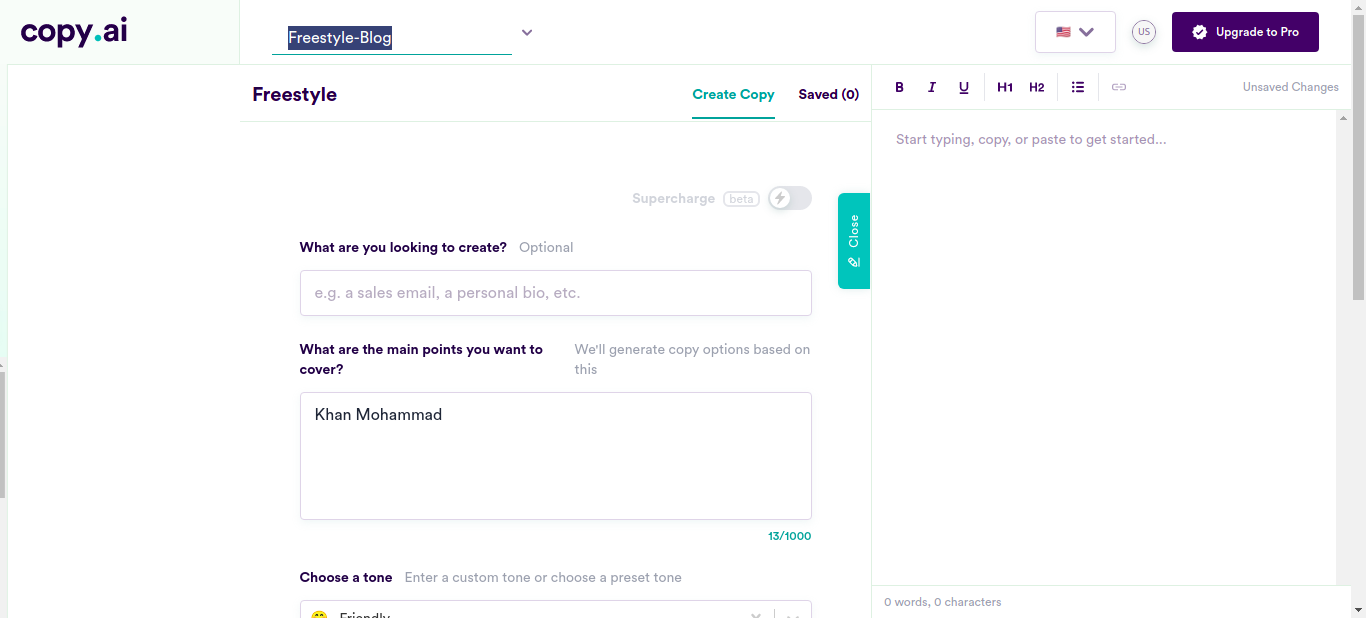 copy.ai
Freestyle-Blog
US
Upgrade to Pro
Freestyle
Create Copy
Saved (0)
B I U H1 H2
Unsaved Changes
Start typing, copy, or paste to get started...
Supercharge beta
Close
What are you looking to create? Optional
e.g. a sales email, a personal bio, etc.
What are the main points you want to
cover?
We'll generate copy options based on
this
Khan Mohammad
13/1000
Choose a tone Enter a custom tone or choose a preset tone
Friendly
0 words, 0 characters